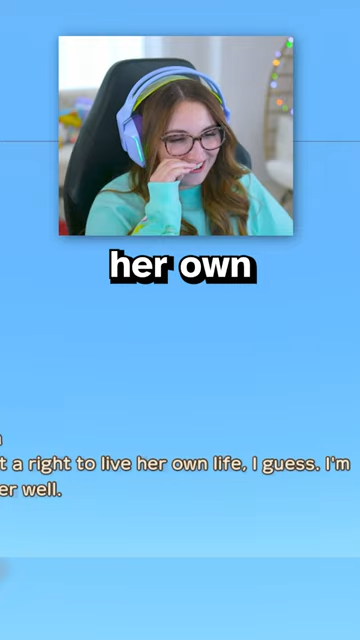 her own
t a right to live her own life, I guess. I'm
er well.